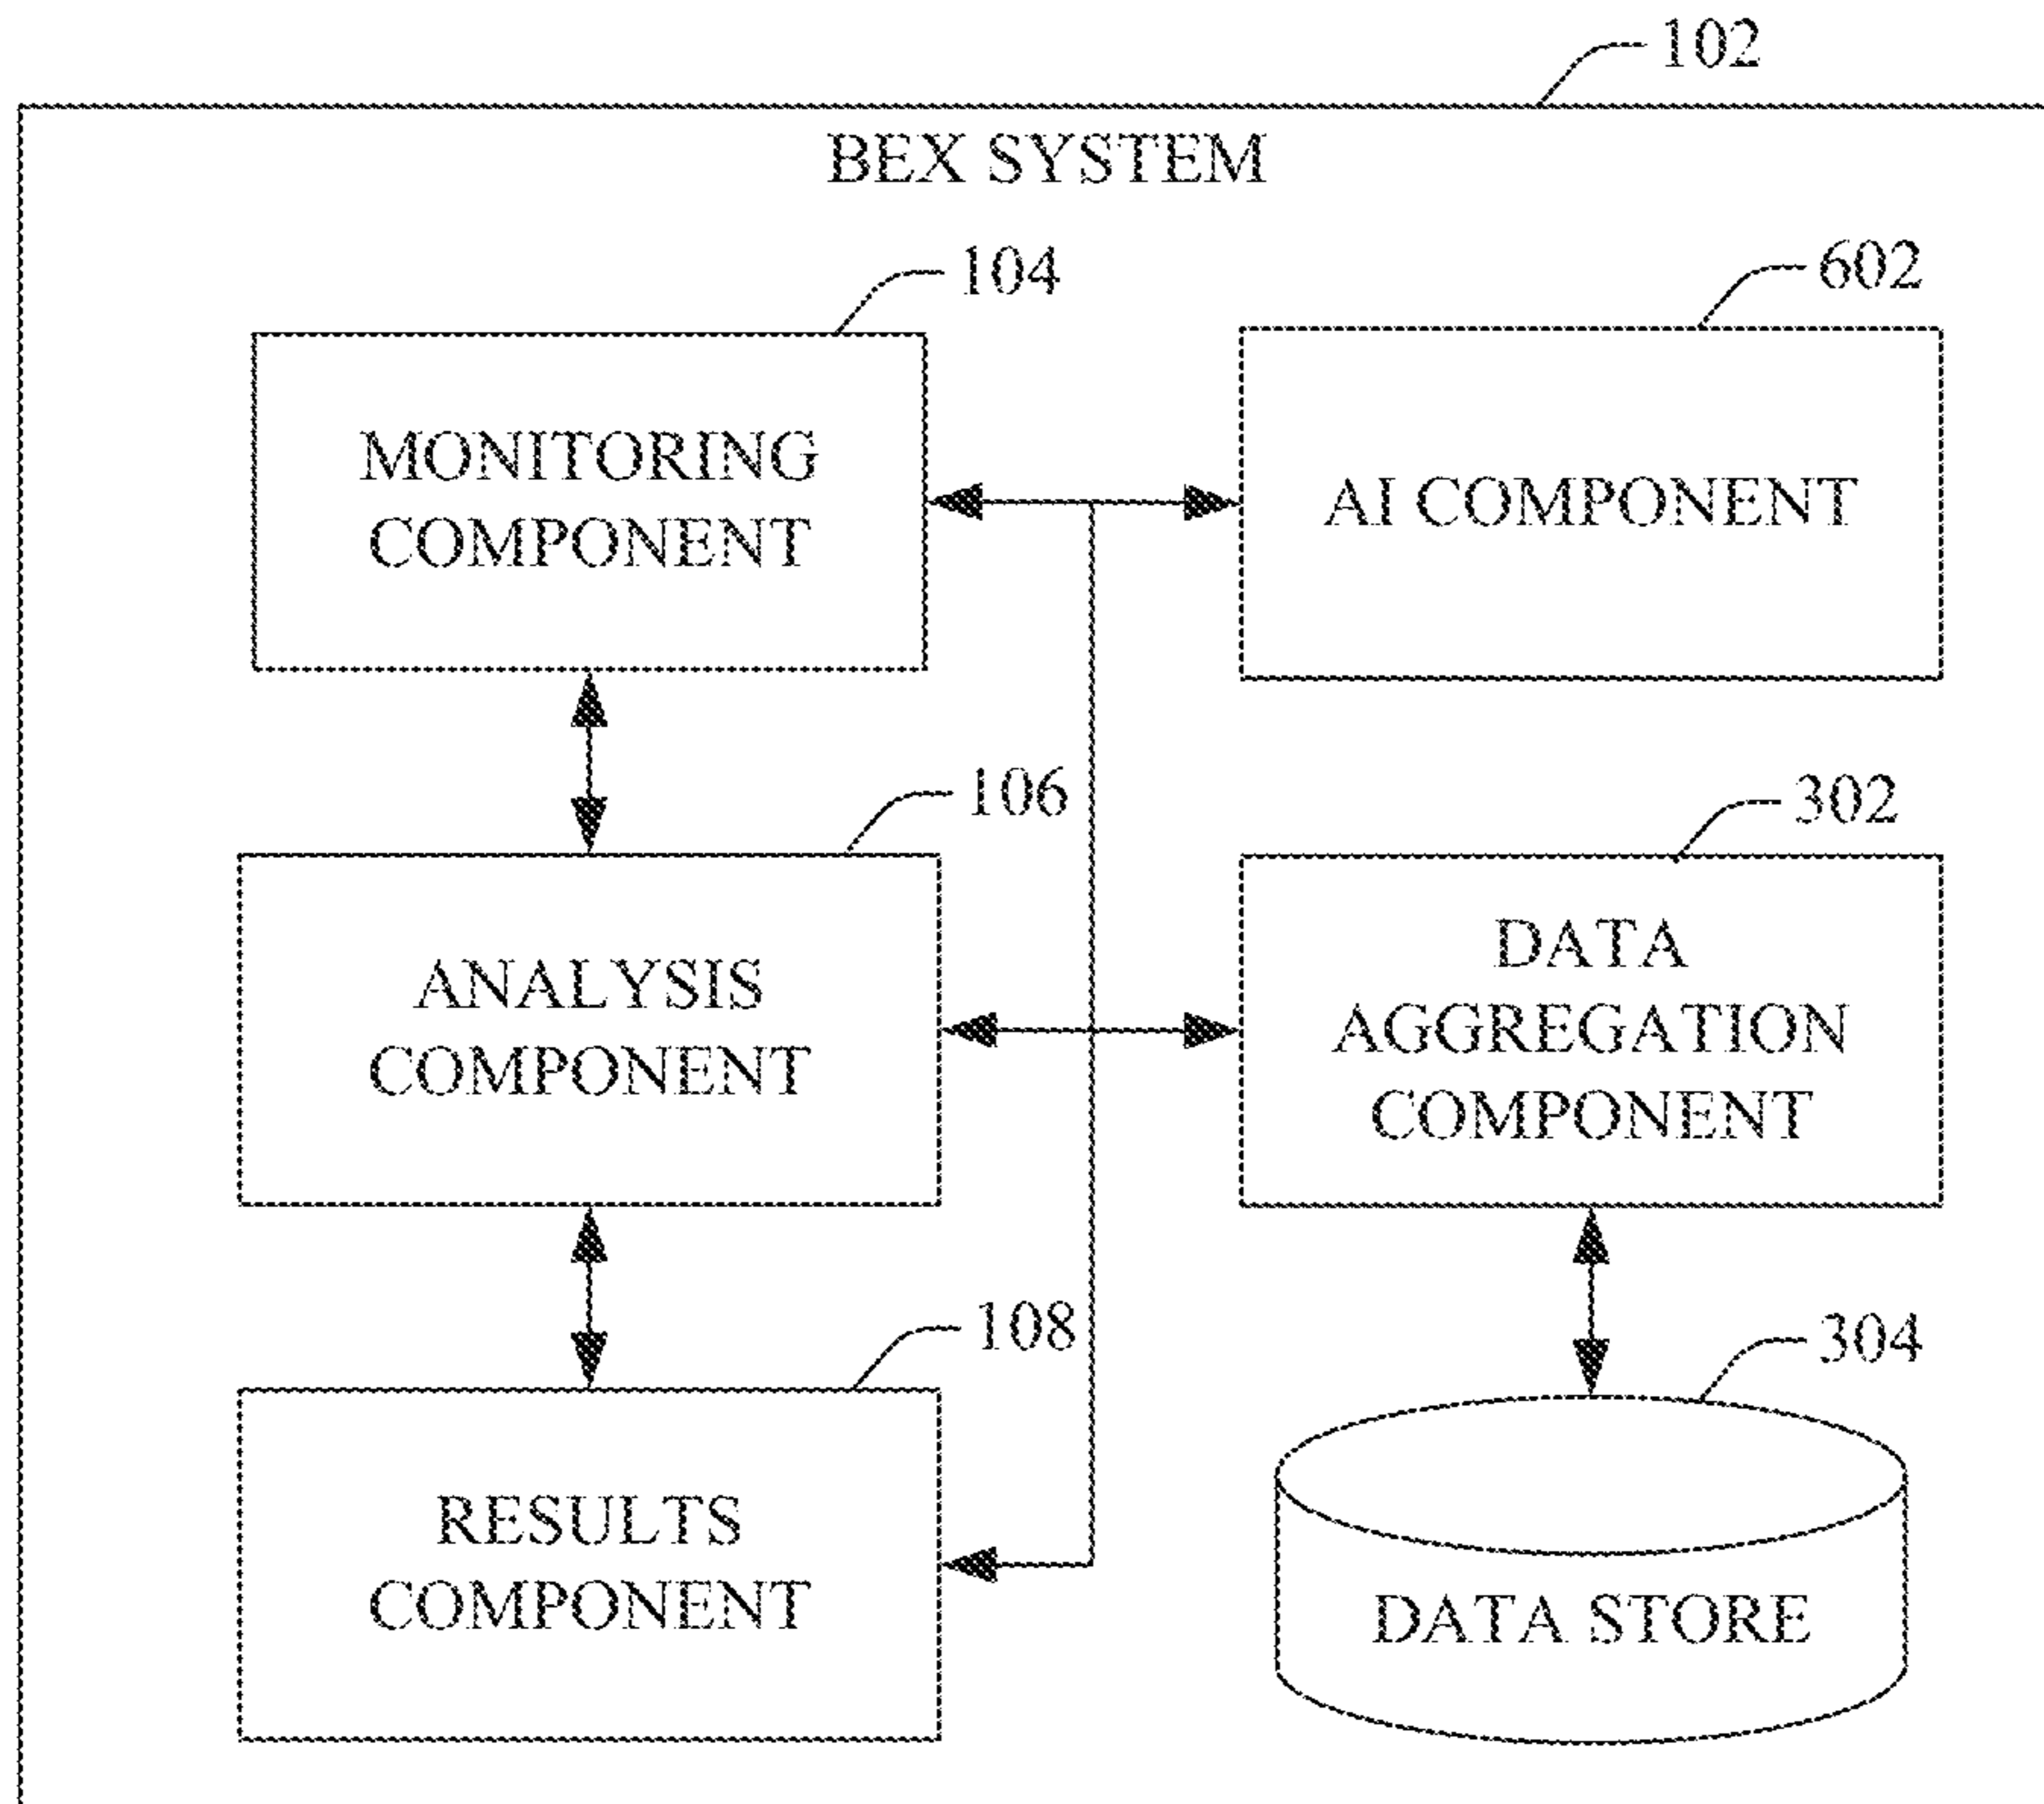 102
BEX SYSTEM
104
602
MONITORING
COMPONENT
AI COMPONENT
106
302
ANALYSIS
COMPONENT
DATA
AGGREGATION
COMPONENT
108
304
RESULTS
COMPONENT
DATA STORE